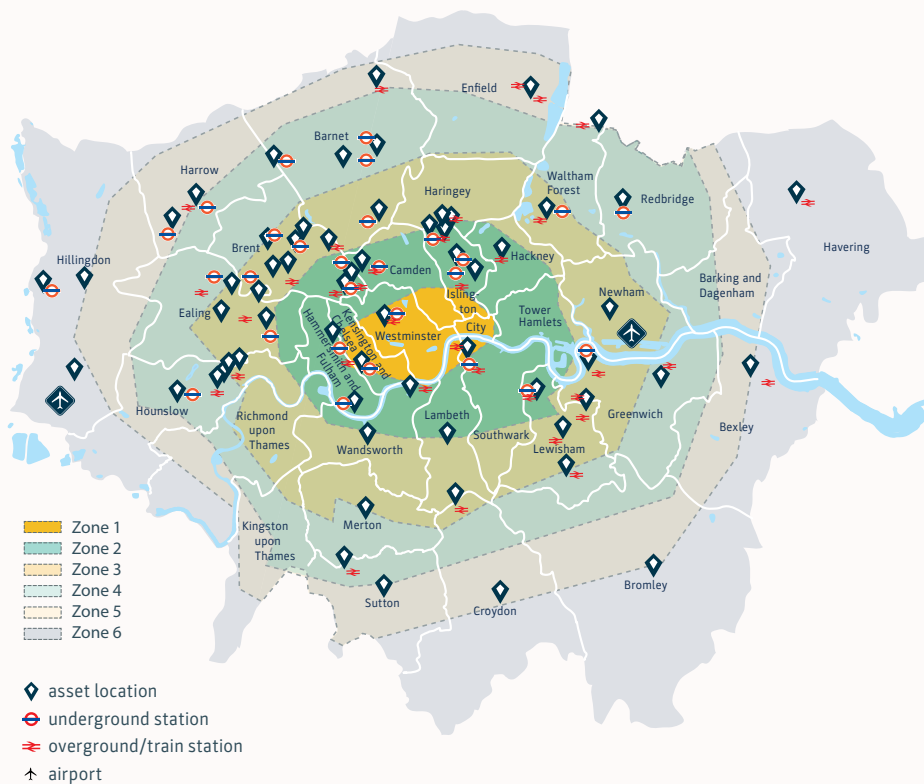 Enfield
Barnet
Harrow
Haringey
Waltham
Forest
Redbridge
Brent
Hackney
Havering
Hillingdon
Camden
Barking and
Dagenham
Newham
Isling-
ton
Ealing
Tower
Hamlets
City
Westminster
Kensington and
Chelsea
Hammersmith and
Fulham
Hounslow
Richmond
upon
Thames
Lambeth
Greenwich
Southwark
Bexley
Wandsworth
Lewisham
Merton
Kingston
upon
Thames
Bromley
Sutton
Croydon
Zone 1
Zone 2
Zone 3
Zone 4
Zone 5
Zone 6
asset location
underground station
overground/train station
airport